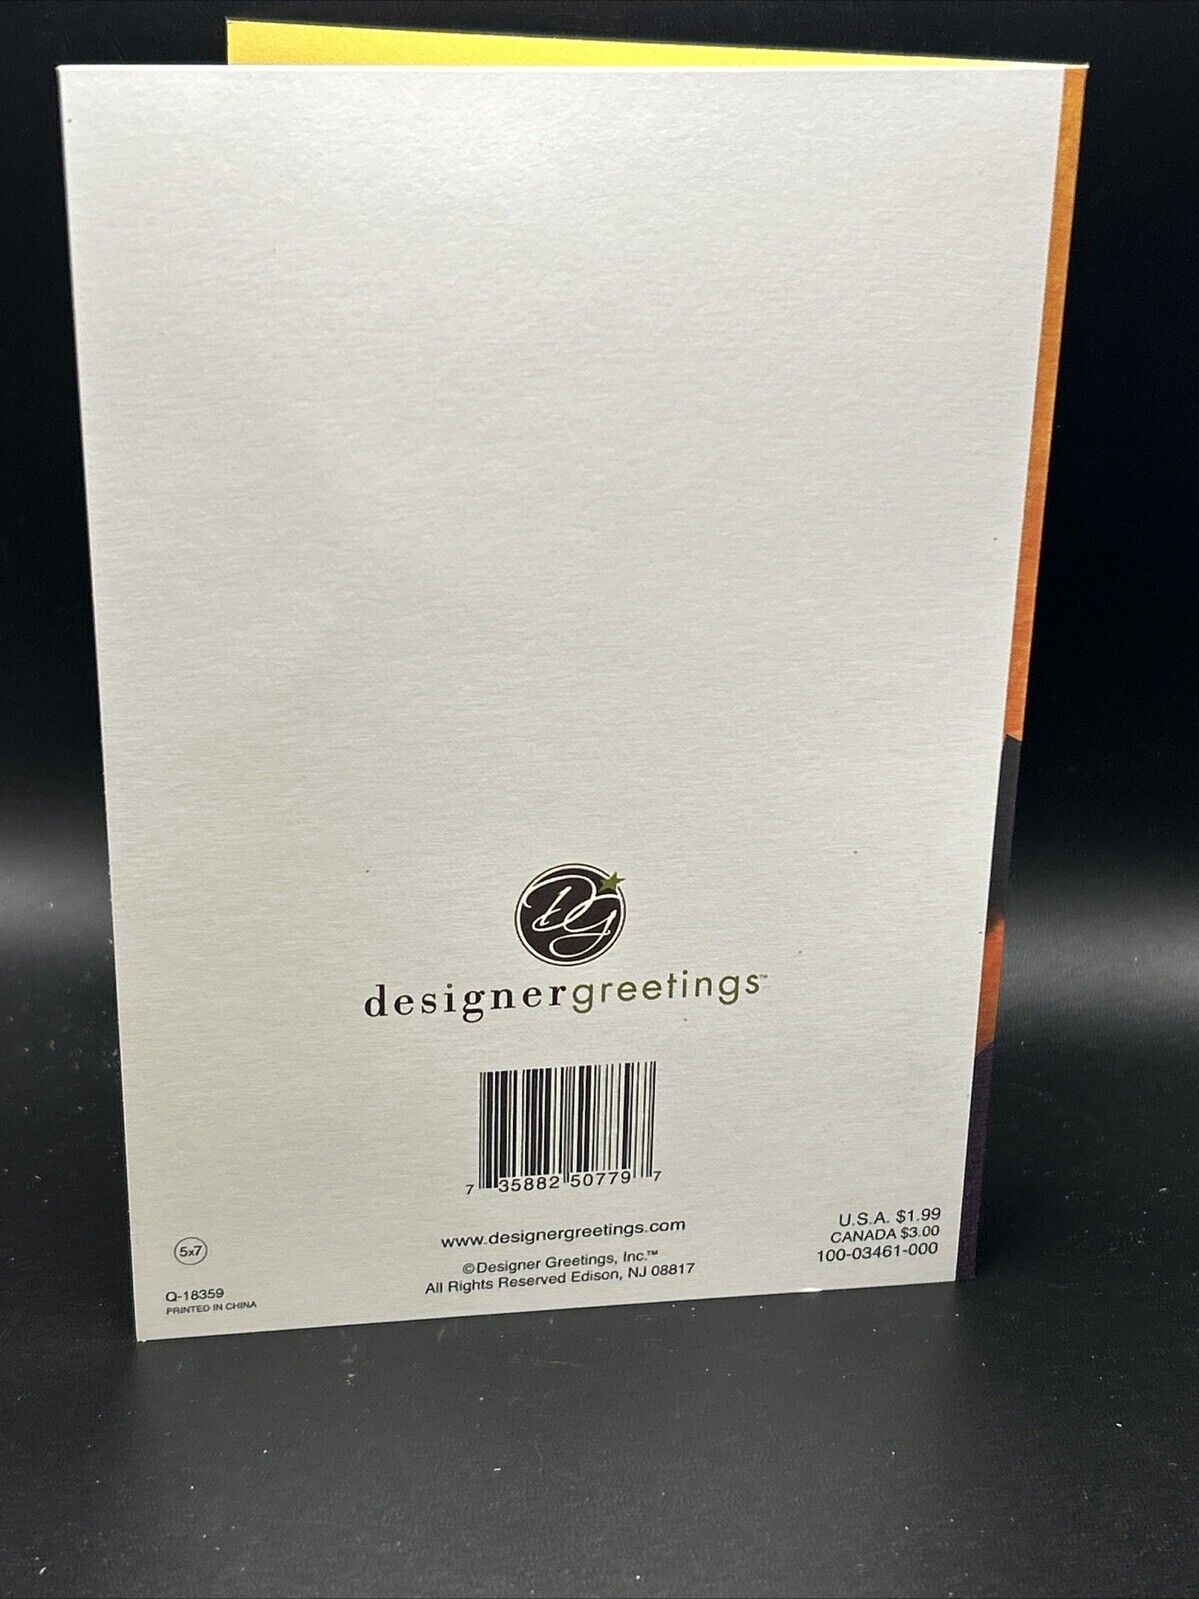 DG
designergreetings™
7 35882 50779 7
www.designergreetings.com
©Designer Greetings, Inc.™
All Rights Reserved Edison, NJ 08817
U.S.A. $1.99
CANADA $3.00
100-03461-000
5x7
Q-18359
PRINTED IN CHINA